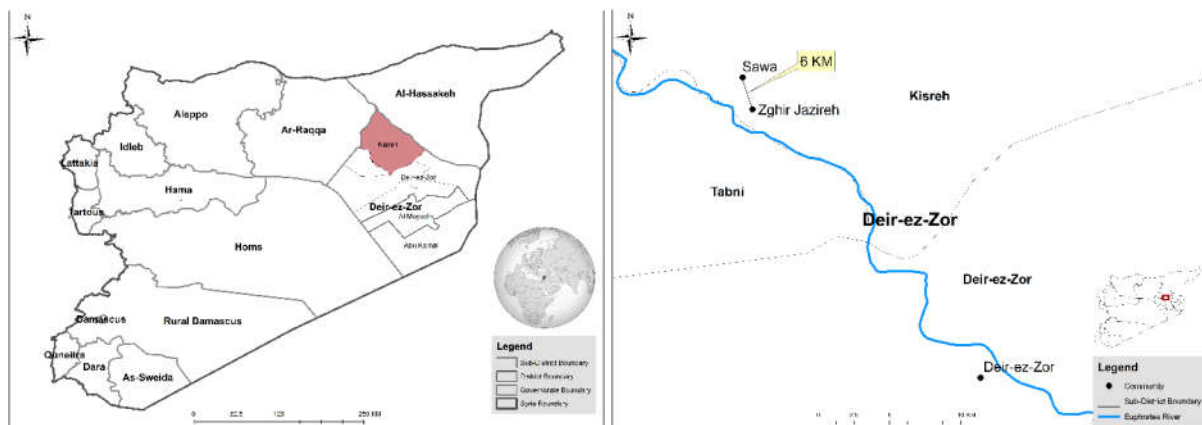 N
Al-Hassakeh
Aleppo
Ar-Raqqa
Idleb
Lattakia
Hama
Deir-ez-Zor
Tartous
Deir-ez-Zor
Abu Kamal
Homs
Damascus
Rural Damascus
Quneitra
Dara
As-Sweida
Legend
Sub-District Boundary
District Boundary
Governorate Boundary
Syria Boundary
0
250 KM
N
Sawa
6 KM
Zghir Jazireh
Kisreh
Tabni
Deir-ez-Zor
Deir-ez-Zor
Deir-ez-Zor
Legend
Community
Sub-District Boundary
Euphrates River
0